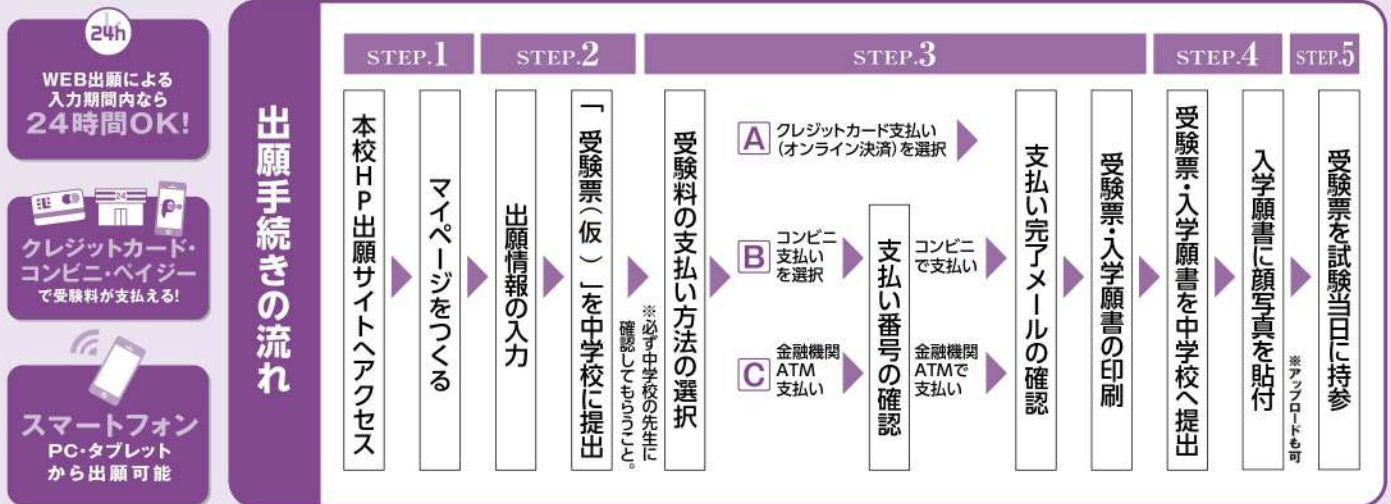 24h
WEB出願による
入力期間内なら
24時間OK!
24
クレジットカード・
コンビニ・ペイジー
で受験料が支払える!
スマートフォン
PC・タブレット
から出願可能
出願手続きの流れ
STEP.1
本校HP出願サイトへアクセス
マイページをつくる
STEP.2
出願情報の入力
「受験票(仮)」を中学校に提出
※必ず中学校の先生に
確認してもらうこと。
STEP.3
受験料の支払い方法の選択
A
クレジットカード支払い
(オンライン決済)を選択
B
コンビニ
支払い
を選択
C
金融機関
ATM
支払い
支払い番号の確認
コンビニ
で支払い
金融機関
ATMで
支払い
支払い完了メールの確認
受験票・入学願書の印刷
STEP.4
受験票・入学願書を中学校へ提出
入学願書に顔写真を貼付
※アップロードも可
STEP.5
受験票を試験当日に持参